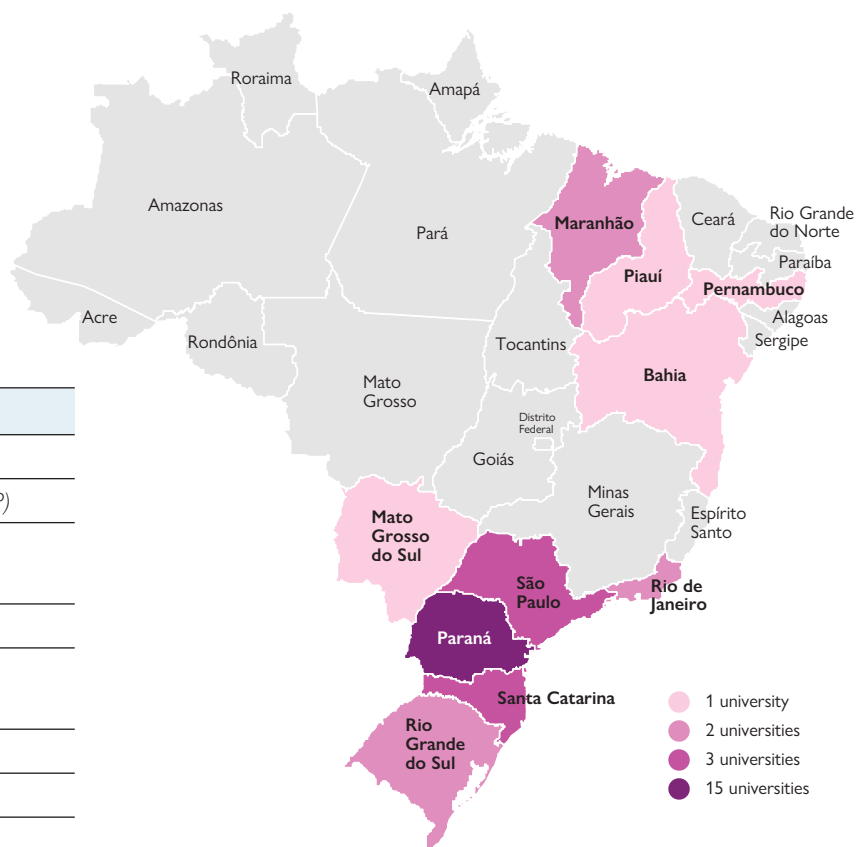 Roraima
Amapá
Amazonas
Pará
Maranhão
Ceará
Rio Grande
do Norte
Paraíba
Piauí
Pernambuco
Alagoas
Sergipe
Acre
Rondônia
Tocantins
Bahia
Mato
Grosso
Distrito
Federal
Goiás
Minas
Gerais
Espírito
Santo
Mato
Grosso
do Sul
São
Paulo
Rio de
Janeiro
Paraná
Santa Catarina
Rio
Grande
do Sul
1 university
2 universities
3 universities
15 universities